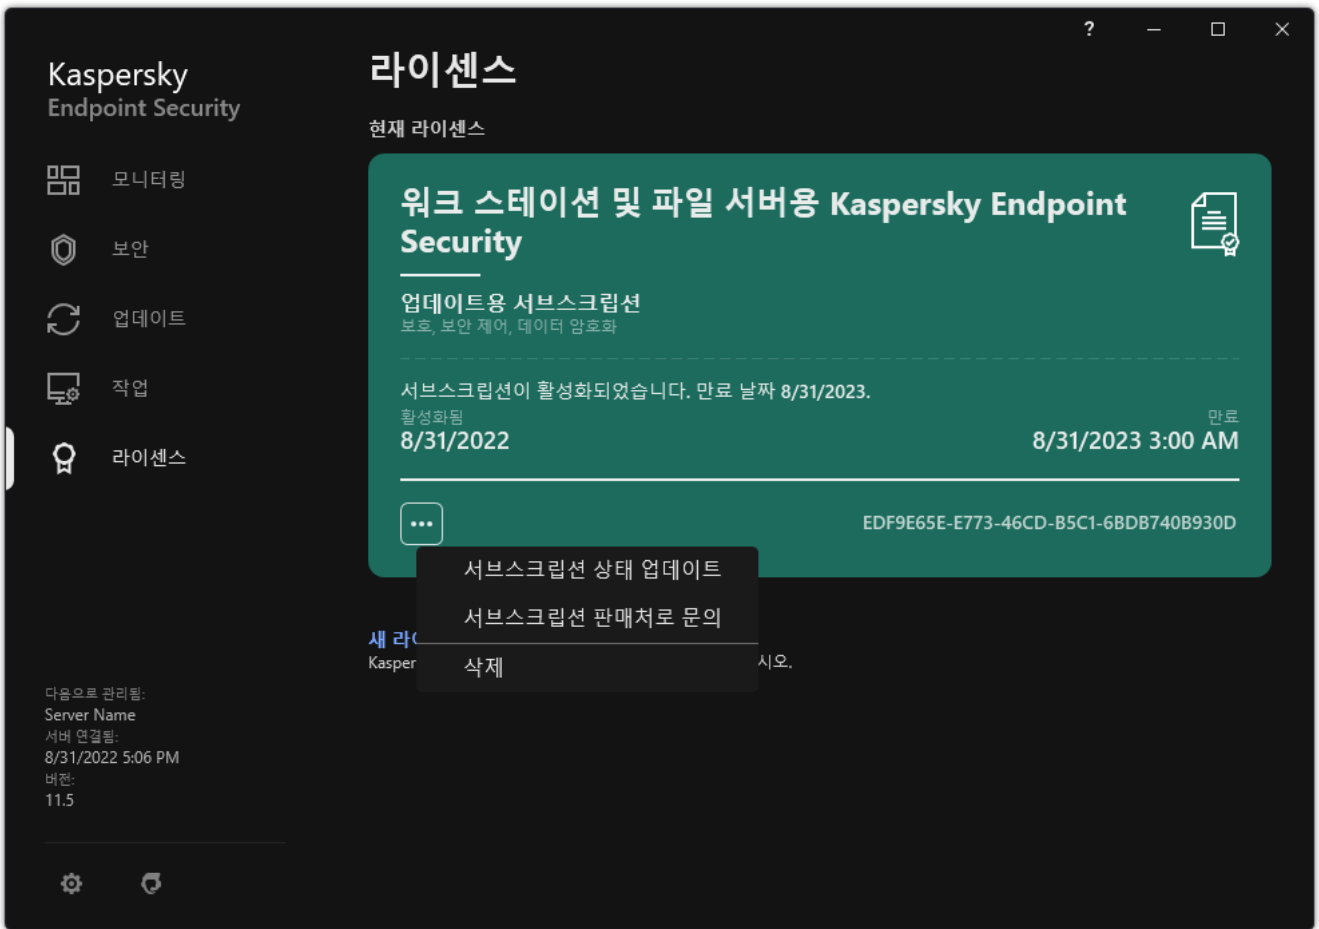 ?
Kaspersky
Endpoint Security
모니터링
보안
업데이트
작업
라이센스
다음으로 관리됨:
Server Name
서버 연결됨:
8/31/2022 5:06 PM
버전:
11.5
라이센스
현재 라이센스
워크 스테이션 및 파일 서버용 Kaspersky Endpoint
Security
업데이트용 서브스크립션
보호, 보안 제어, 데이터 암호화
서브스크립션이 활성화되었습니다. 만료 날짜 8/31/2023.
활성화됨 만료
8/31/2022 8/31/2023 3:00 AM
EDF9E65E-E773-46CD-B5C1-6BDB740B930D
서브스크립션 상태 업데이트
서브스크립션 판매처로 문의
삭제
새
Kasper 시오.